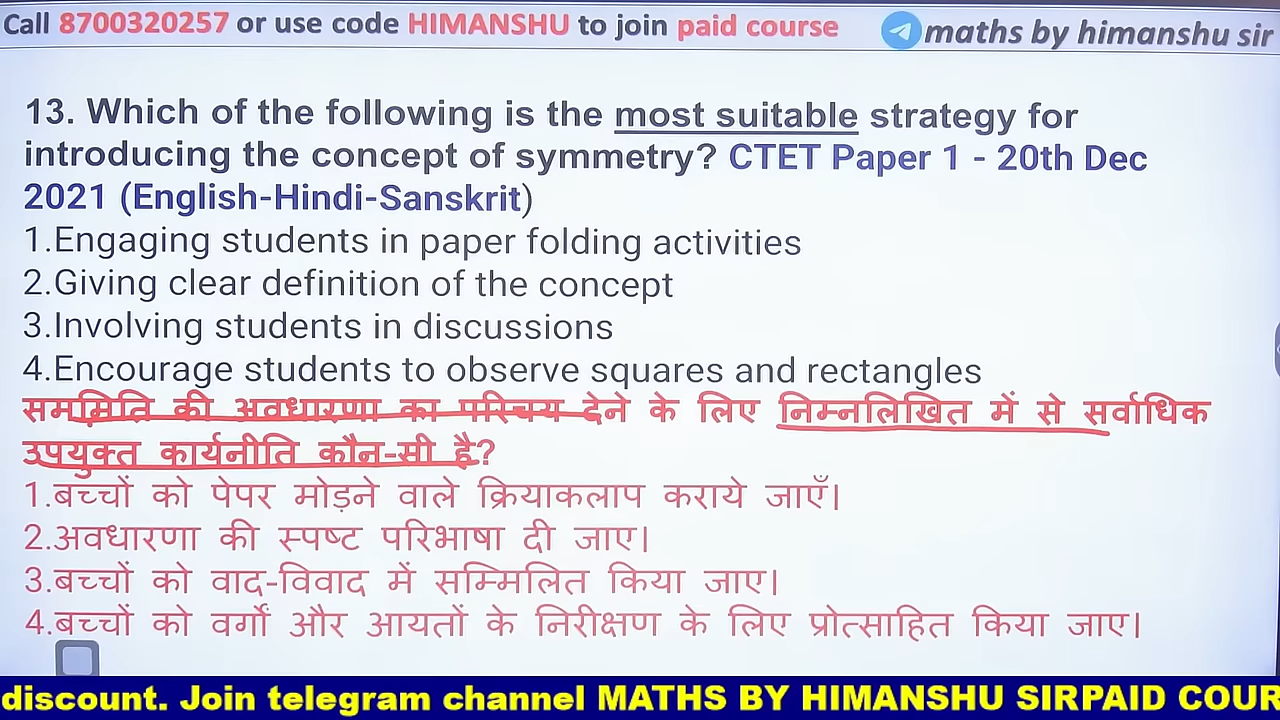 Call 8700320257 or use code HIMANSHU to join paid course
maths by himanshu sir
13. Which of the following is the most suitable strategy for
introducing the concept of symmetry? CTET Paper 1 - 20th Dec
2021 (English-Hindi-Sanskrit)
1.Engaging students in paper folding activities
2.Giving clear definition of the concept
3.Involving students in discussions
4.Encourage students to observe squares and rectangles
सममिति की अवधारणा का परिचय देने के लिए निम्नलिखित में से सर्वाधिक
उपयुक्त कार्यनीति कौन-सी है?
1.बच्चों को पेपर मोड़ने वाले क्रियाकलाप कराये जाएँ।
2.अवधारणा की स्पष्ट परिभाषा दी जाए।
3.बच्चों को वाद-विवाद में सम्मिलित किया जाए।
4.बच्चों को वर्गों और आयतों के निरीक्षण के लिए प्रोत्साहित किया जाए।
discount. Join telegram channel MATHS BY HIMANSHU SIRPAID COUR